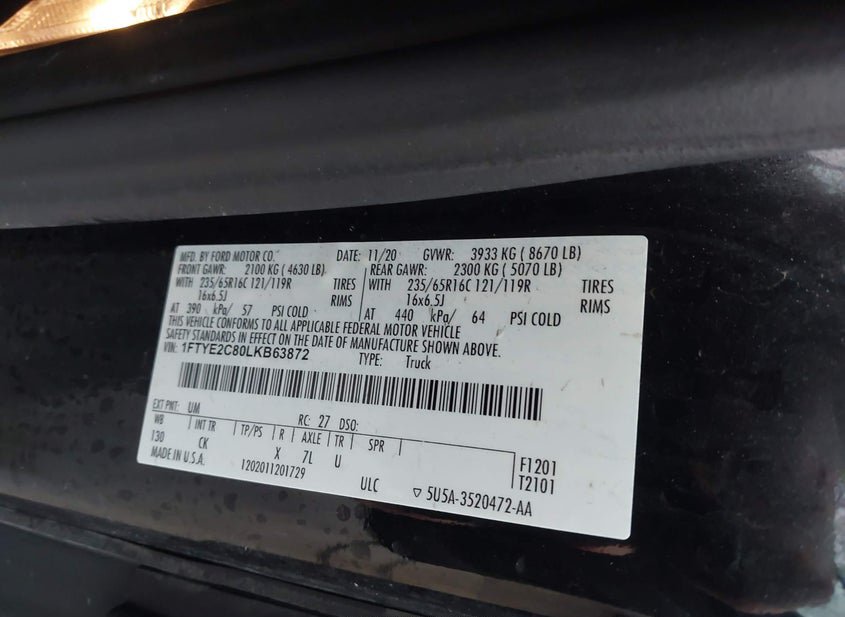 MFD. BY FORD MOTOR CO. DATE: 11/20 GVWR: 3933 KG ( 8670 LB)
FRONT GAWR: 2100 KG ( 4630 LB) REAR GAWR: 2300 KG ( 5070 LB)
WITH 235/65R16C 121/119R TIRES WITH 235/65R16C 121/119R TIRES
16x6.5J RIMS 16x6.5J RIMS
AT 390 kPa/ 57 PSI COLD AT 440 kPa/ 64 PSI COLD
THIS VEHICLE CONFORMS TO ALL APPLICABLE FEDERAL MOTOR VEHICLE
SAFETY STANDARDS IN EFFECT ON THE DATE OF MANUFACTURE SHOWN ABOVE.
VIN: 1FTYE2C80LKB63872 TYPE: Truck
EXT PNT: UM RC: 27 DSO:
WB INT TR TP/PS R AXLE TR SPR
130 CK X 7L U F1201
MADE IN U.S.A. 1202011201729 ULC T2101
5U5A-3520472-AA